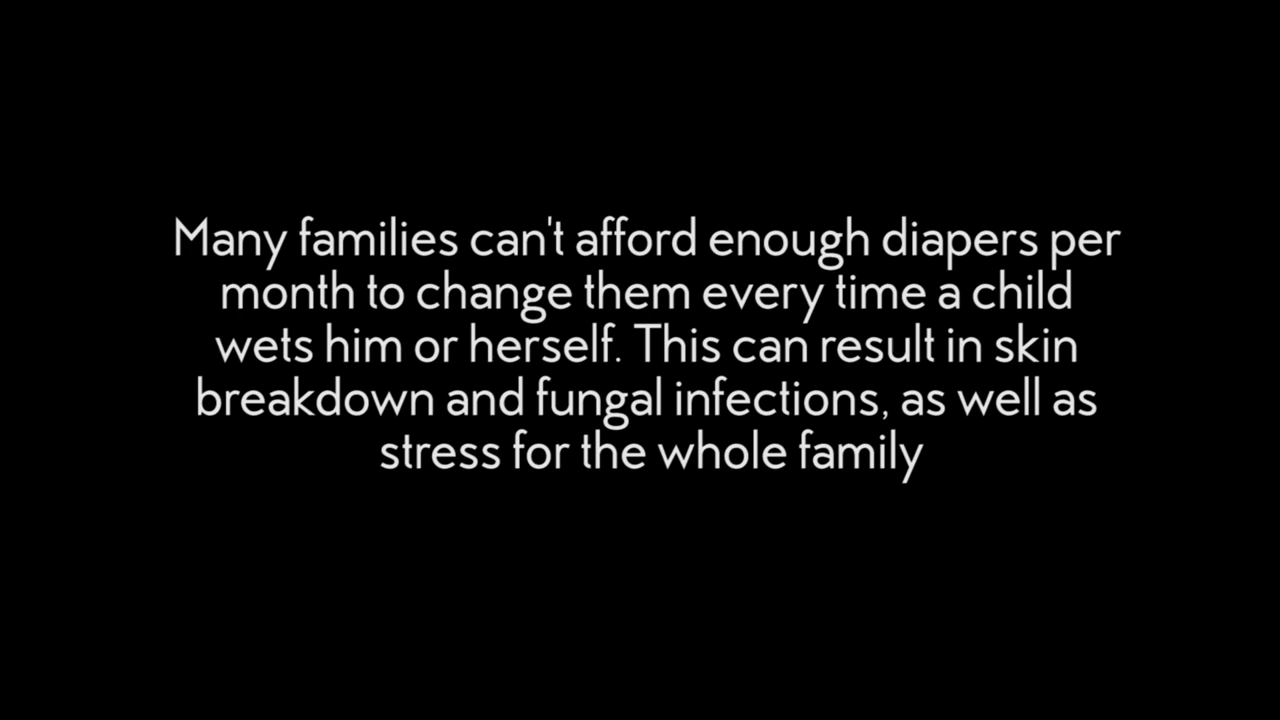 Many families can't afford enough diapers per
month to change them every time a child
wets him or herself. This can result in skin
breakdown and fungal infections, as well as
stress for the whole family